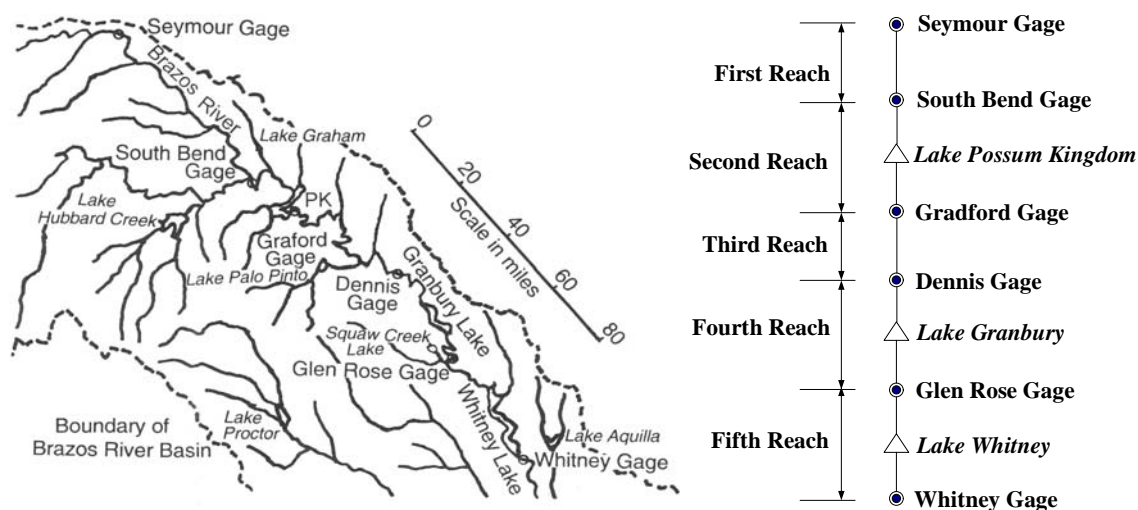 Seymour Gage
Brazos
River
Lake Graham
South Bend
Gage
Lake
Hubbard Creek
PK
Graford
Gage
Lake Palo Pinto
Dennis
Gage
Granbury Lake
Squaw Creek
Lake
Glen Rose Gage
Whitney Lake
Lake Aquilla
Whitney Gage
Lake
Proctor
Boundary of
Brazos River Basin
0
20
40
60
80
Scale in miles
Seymour Gage
First Reach
South Bend Gage
Second Reach
Lake Possum Kingdom
Gradford Gage
Third Reach
Dennis Gage
Fourth Reach
Lake Granbury
Glen Rose Gage
Fifth Reach
Lake Whitney
Whitney Gage